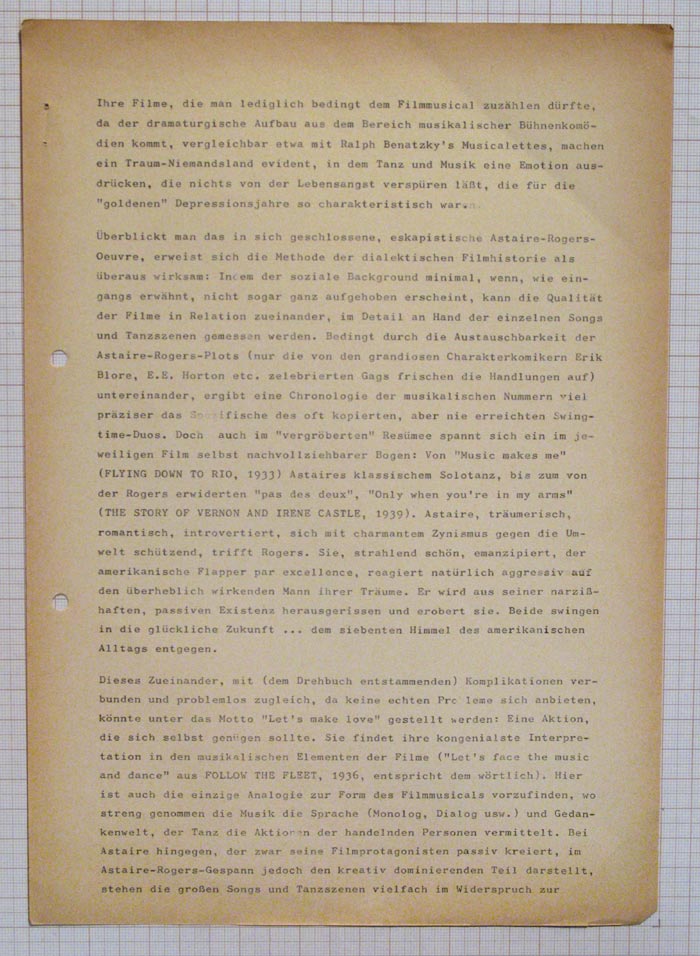 Ihre Filme, die man lediglich bedingt dem Filmmusical zuzählen dürfte,
da der dramaturgische Aufbau aus dem Bereich musikalischer Bühnenkomö-
dien kommt, vergleichbar etwa mit Ralph Benatzky's Musicalettes, machen
ein Traum-Niemandsland evident, in dem Tanz und Musik eine Emotion aus-
drücken, die nichts von der Lebensangst verspüren läßt, die für die
"goldenen" Depressionsjahre so charakteristisch waren.
Überblickt man das in sich geschlossene, eskapistische Astaire-Rogers-
Oeuvre, erweist sich die Methode der dialektischen Filmhistorie als
überaus wirksam: Indem der soziale Background minimal, wenn, wie ein-
gangs erwähnt, nicht sogar ganz aufgehoben erscheint, kann die Qualität
der Filme in Relation zueinander, im Detail an Hand der einzelnen Songs
und Tanzszenen gemessen werden. Bedingt durch die Austauschbarkeit der
Astaire-Rogers-Plots (nur die von den grandiosen Charakterkomikern Erik
Blore, E.E. Horton etc. zelebrierten Gags frischen die Handlungen auf)
untereinander, ergibt eine Chronologie der musikalischen Nummern viel
präziser das Spezifische des oft kopierten, aber nie erreichten Swing-
time-Duos. Doch auch im "vergröberten" Resümee spannt sich ein im je-
weiligen Film selbst nachvollziehbarer Bogen: Von "Music makes me"
(FLYING DOWN TO RIO, 1933) Astaires klassischem Solotanz, bis zum von
der Rogers erwiderten "pas des deux", "Only when you're in my arms"
(THE STORY OF VERNON AND IRENE CASTLE, 1939). Astaire, träumerisch,
romantisch, introvertiert, sich mit charmantem Zynismus gegen die Um-
welt schützend, trifft Rogers. Sie, strahlend schön, emanzipiert, der
amerikanische Flapper par excellence, reagiert natürlich aggressiv auf
den überheblich wirkenden Mann ihrer Träume. Er wird aus seiner narziß-
haften, passiven Existenz herausgerissen und erobert sie. Beide swingen
in die glückliche Zukunft ... dem siebenten Himmel des amerikanischen
Alltags entgegen.
Dieses Zueinander, mit (dem Drehbuch entstammenden) Komplikationen ver-
bunden und problemlos zugleich, da keine echten Probleme sich anbieten,
könnte unter das Motto "Let's make love" gestellt werden: Eine Aktion,
die sich selbst genügen sollte. Sie findet ihre kongenialste Interpre-
tation in den musikalischen Elementen der Filme ("Let's face the music
and dance" aus FOLLOW THE FLEET, 1936, entspricht dem wörtlich). Hier
ist auch die einzige Analogie zur Form des Filmmusicals vorzufinden, wo
streng genommen die Musik die Sprache (Monolog, Dialog usw.) und Gedan-
kenwelt, der Tanz die Aktionen der handelnden Personen vermittelt. Bei
Astaire hingegen, der zwar seine Filmprotagonisten passiv kreiert, im
Astaire-Rogers-Gespann jedoch den kreativ dominierenden Teil darstellt,
stehen die großen Songs und Tanzszenen vielfach im Widerspruch zur